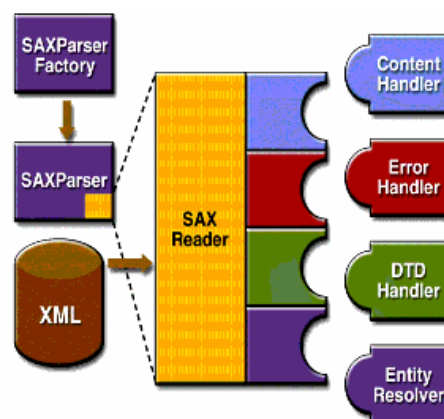 SAXParser
Factory
SAXParser
XML
SAX
Reader
Content
Handler
Error
Handler
DTD
Handler
Entity
Resolver